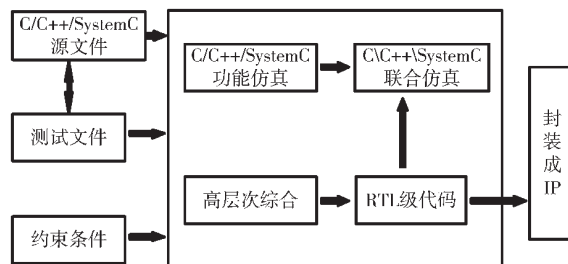 C/C++/SystemC
源文件
测试文件
约束条件
C/C++/SystemC
功能仿真
C\C++\SystemC
联合仿真
高层次综合
RTL级代码
封
装
成
IP